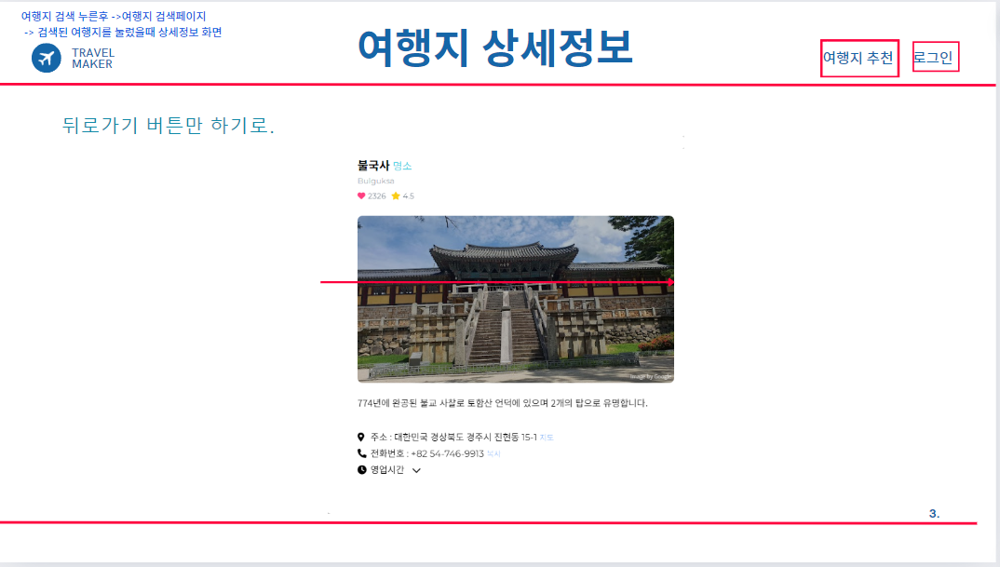 여행지 검색 누른후 ->여행지 검색페이지
-> 검색된 여행지를 눌렀을때 상세정보 화면
TRAVEL
MAKER
여행지 상세정보
여행지 추천
로그인
뒤로가기 버튼만 하기로.
불국사 명소
Bulguksa
2326 4.5
Image by Google
774년에 완공된 불교 사찰로 토함산 언덕에 있으며 2개의 탑으로 유명합니다.
주소 : 대한민국 경상북도 경주시 진현동 15-1 지도
전화번호 : +82 54-746-9913 복사
영업시간
3.